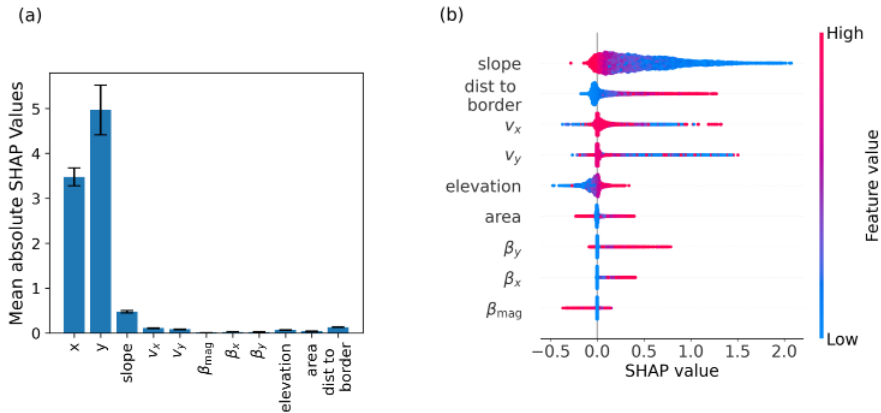 (a)
Mean absolute SHAP Values
5
4
3
2
1
0
x
y
slope
v_x
v_y
β_mag
β_x
β_y
elevation
area
dist to
border
(b)
slope
dist to
border
v_x
v_y
elevation
area
β_y
β_x
β_mag
−0.5
0.0
0.5
1.0
1.5
2.0
SHAP value
High
Low
Feature value